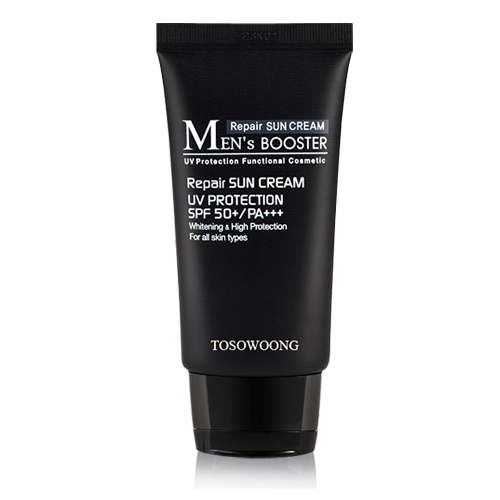 Repair SUN CREAM
MEN's BOOSTER
UV Protection Functional Cosmetic
Repair SUN CREAM
UV PROTECTION
SPF 50+/PA+++
Whitening & High Protection
For all skin types
TOSOWOONG